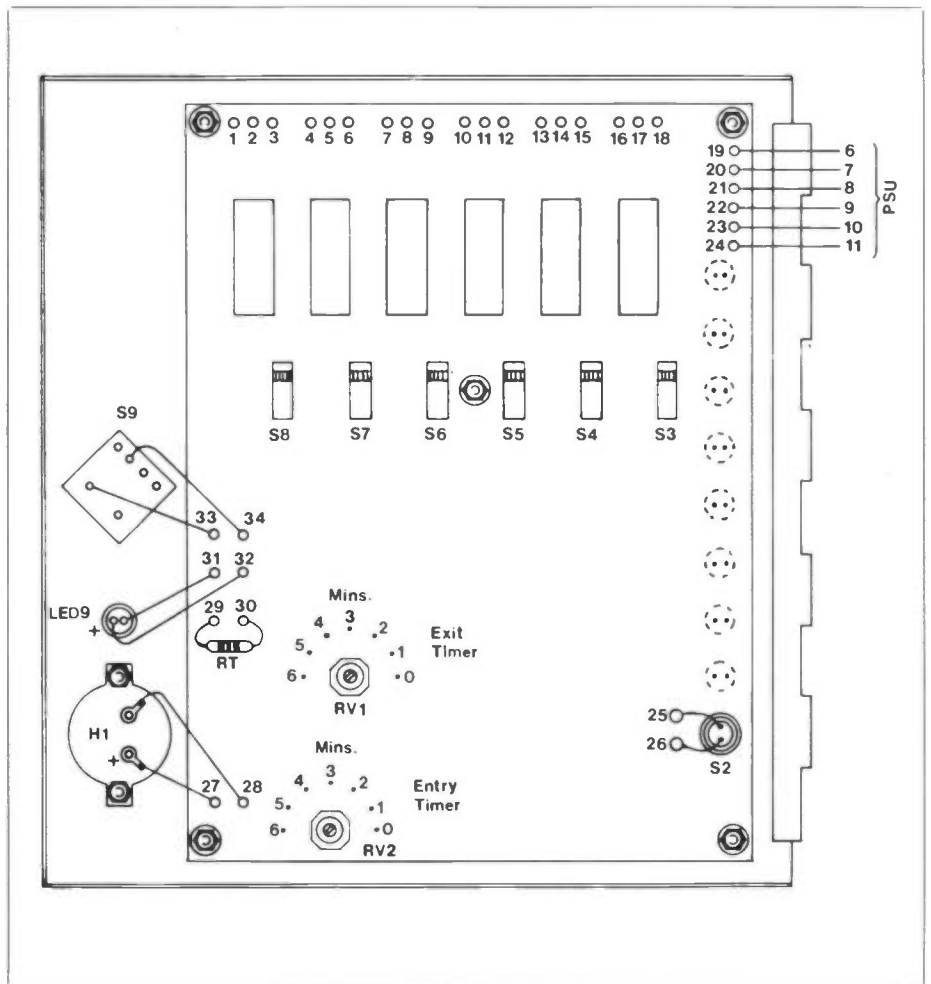 1 2 3 4 5 6 7 8 9 10 11 12 13 14 15 16 17 18
19 6
20 7
21 8
22 9
23 10
24 11
PSU
S8 S7 S6 S5 S4 S3
S9
33 34
31 32
LED9
+
29 30
RT
Mins.
6 5 4 3 2 1 0
Exit
Timer
RV1
H1
+
27 28
25
26
S2
Mins.
6 5 4 3 2 1 0
Entry
Timer
RV2